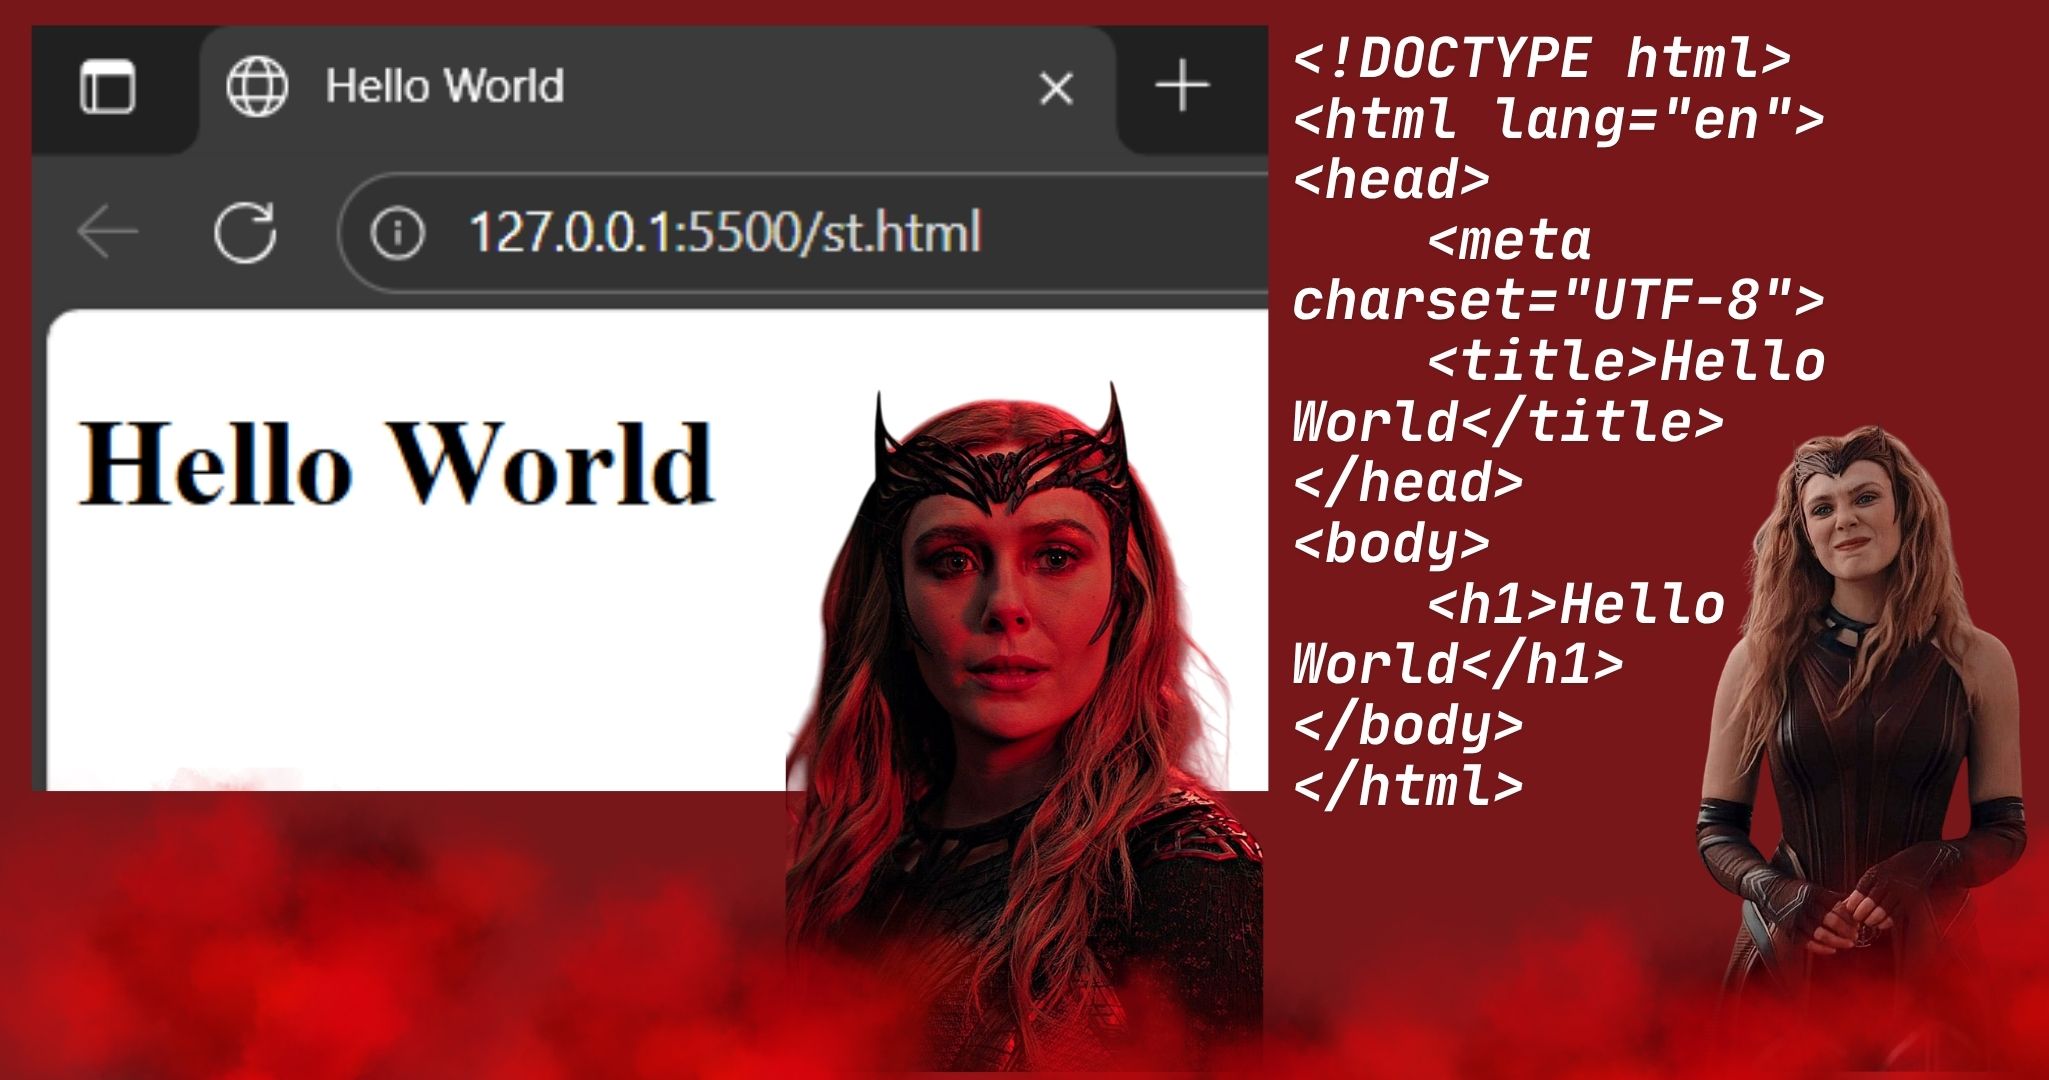 Hello World
127.0.0.1:5500/st.html
Hello World
<!DOCTYPE html>
<html lang="en">
<head>
    <meta
charset="UTF-8">
    <title>Hello
World</title>
</head>
<body>
    <h1>Hello
World</h1>
</body>
</html>